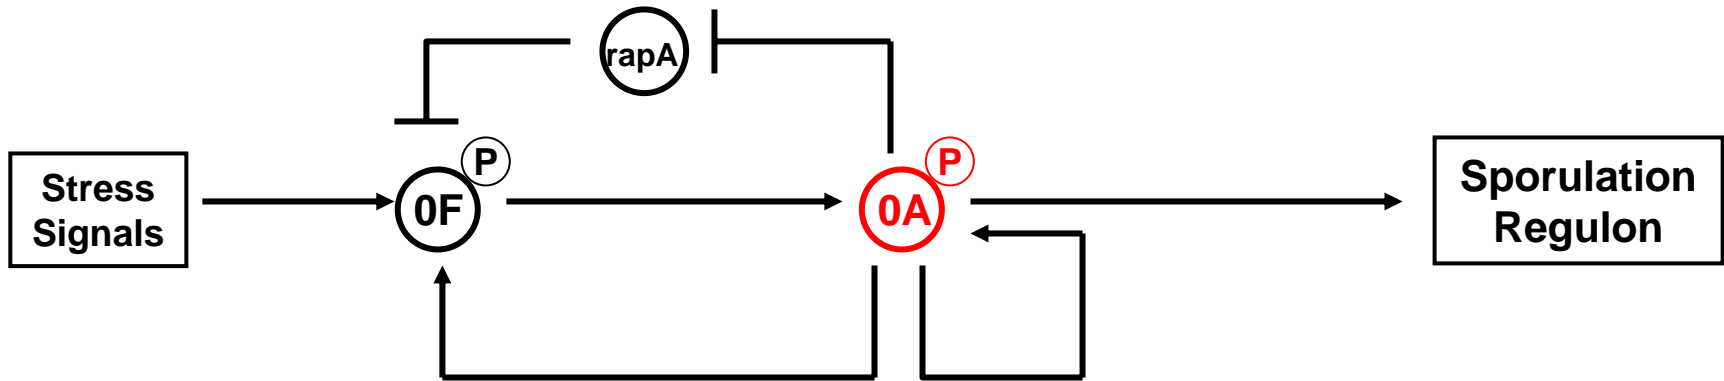 rapA
P
P
Stress
Signals
0F
0A
Sporulation
Regulon